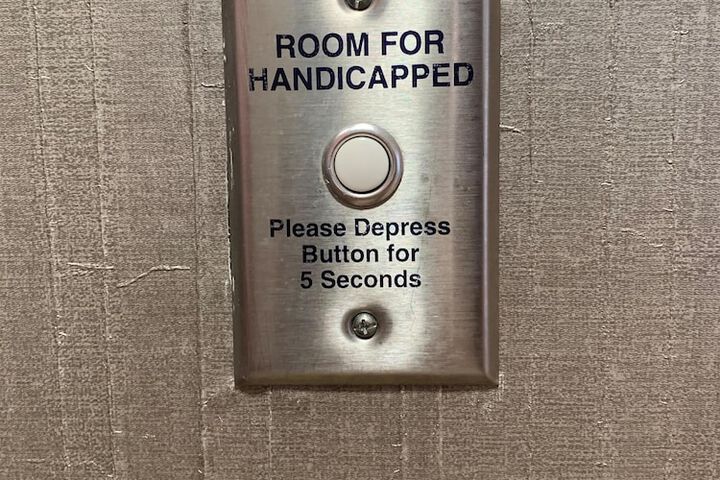 ROOM FOR
HANDICAPPED
Please Depress
Button for
5 Seconds